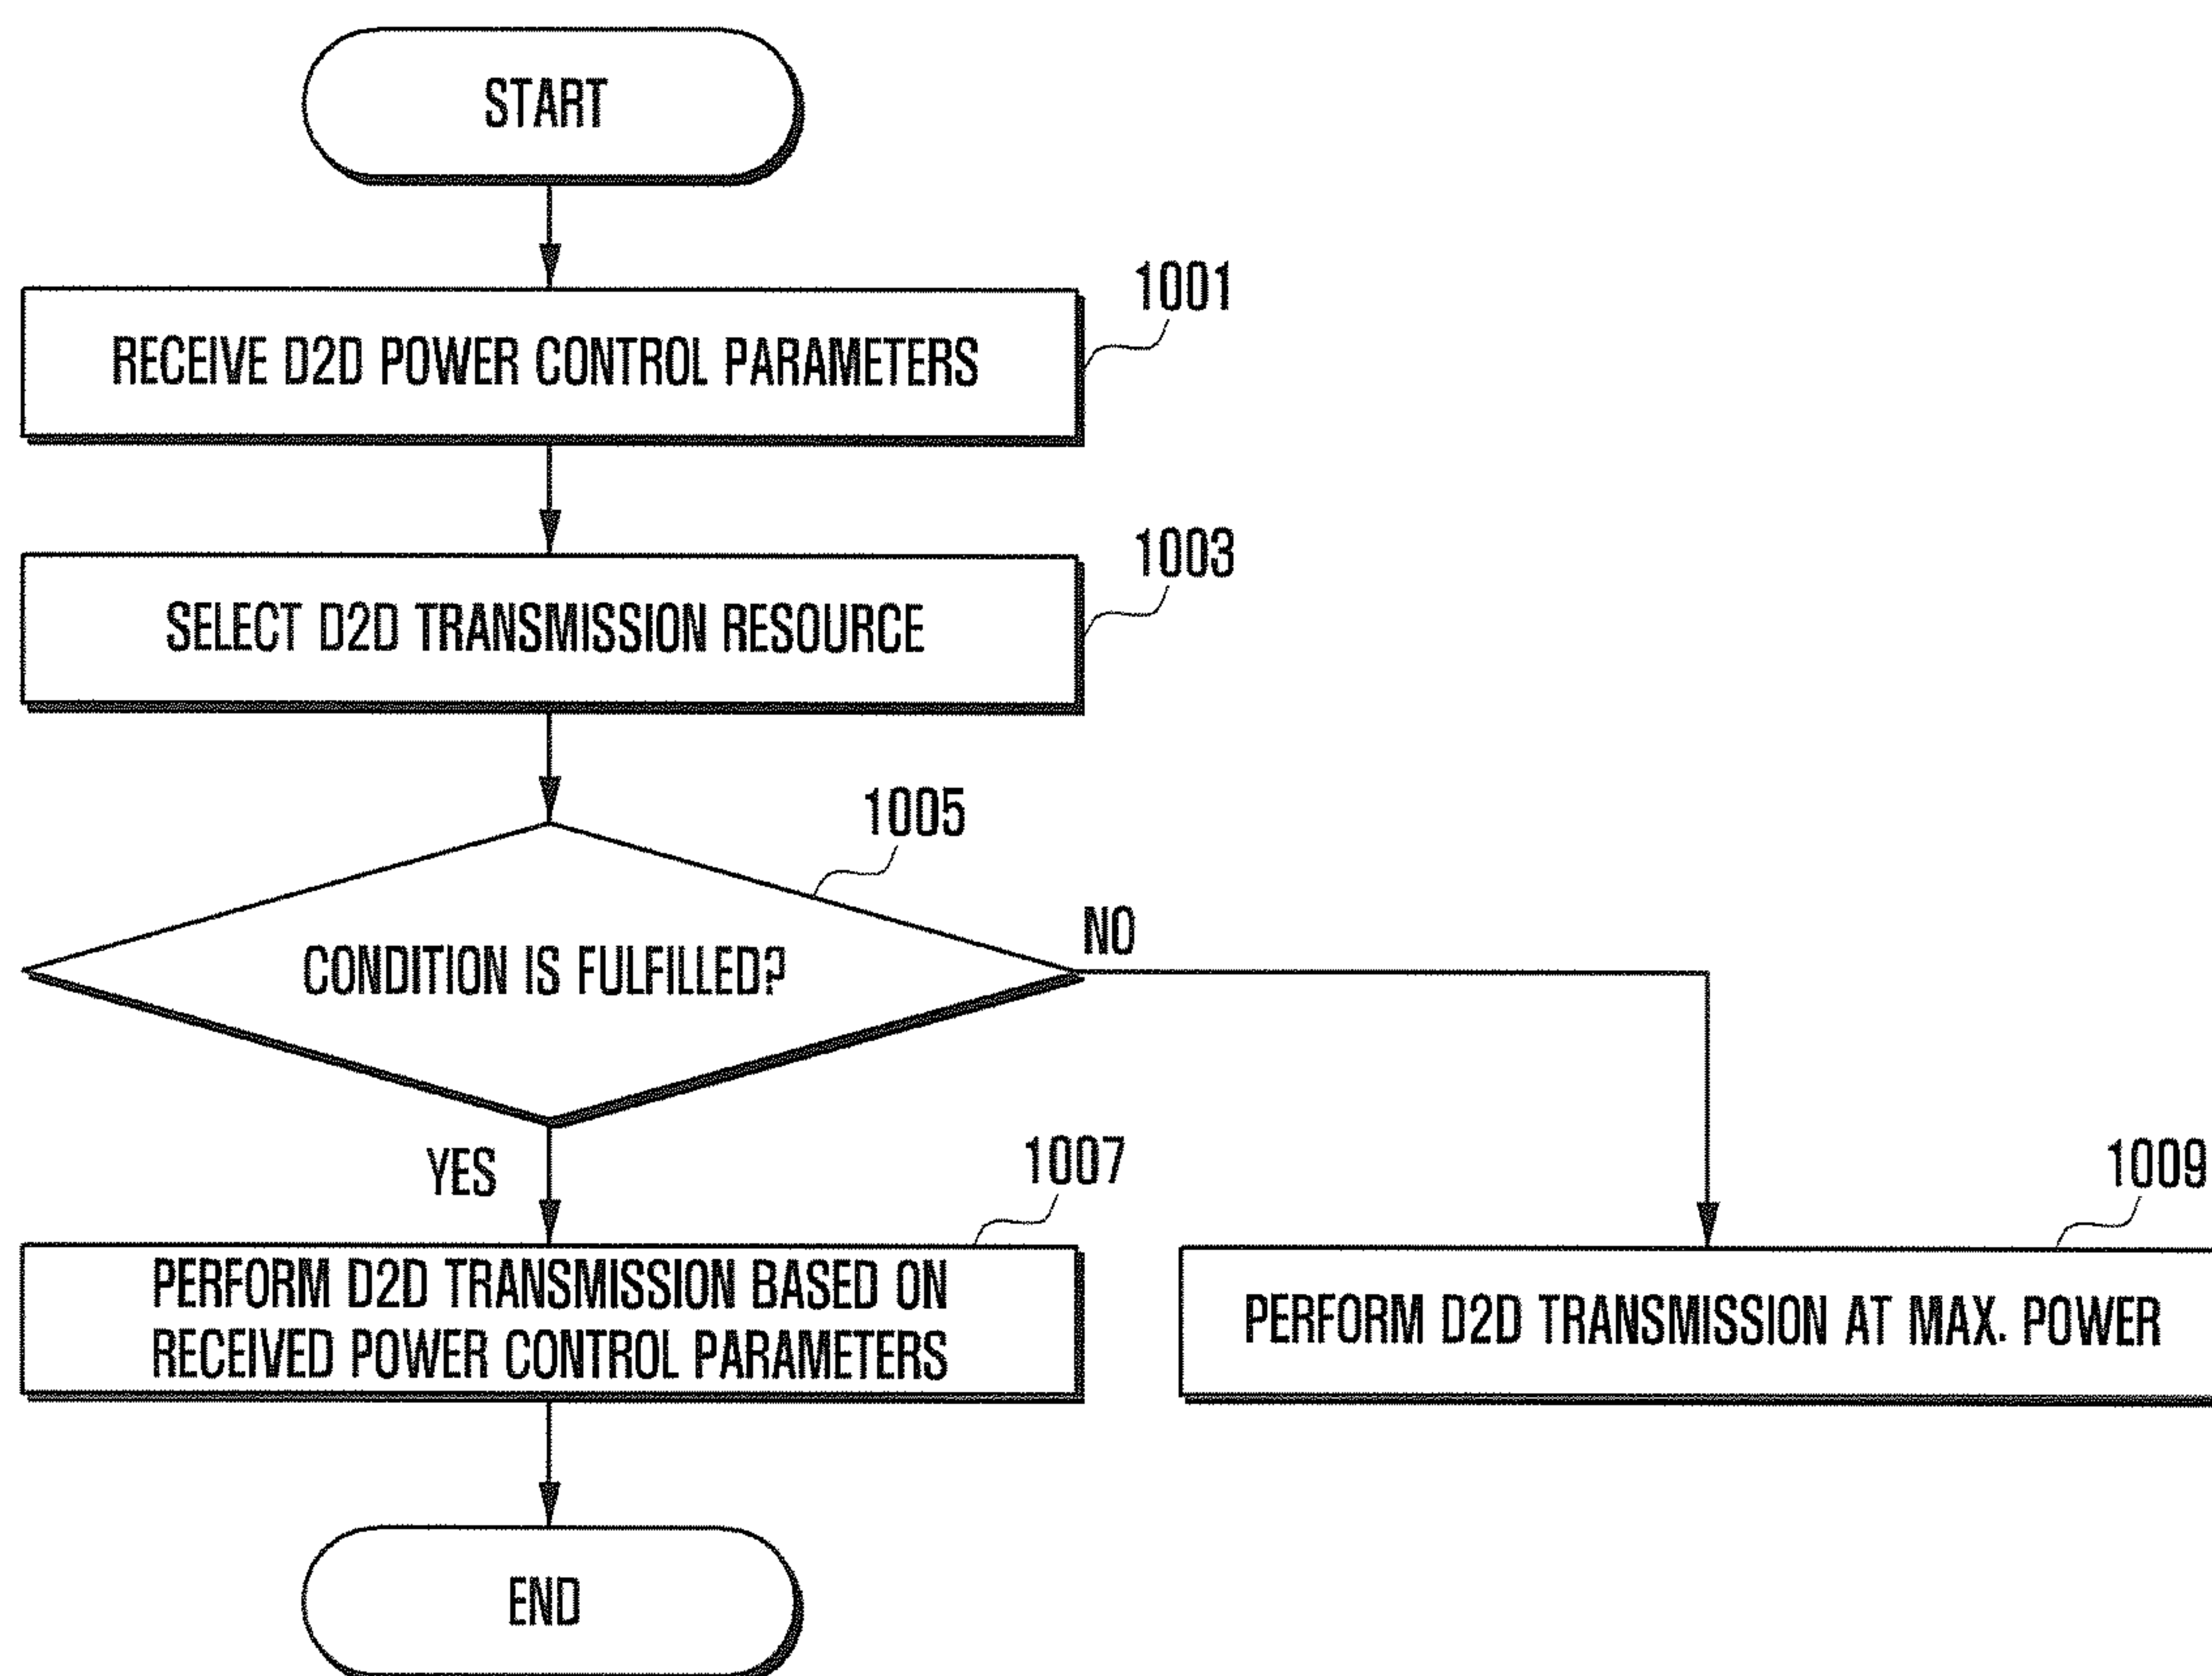 START
1001
RECEIVE D2D POWER CONTROL PARAMETERS
1003
SELECT D2D TRANSMISSION RESOURCE
1005
CONDITION IS FULFILLED?
NO
YES
1007
PERFORM D2D TRANSMISSION BASED ON
RECEIVED POWER CONTROL PARAMETERS
1009
PERFORM D2D TRANSMISSION AT MAX. POWER
END